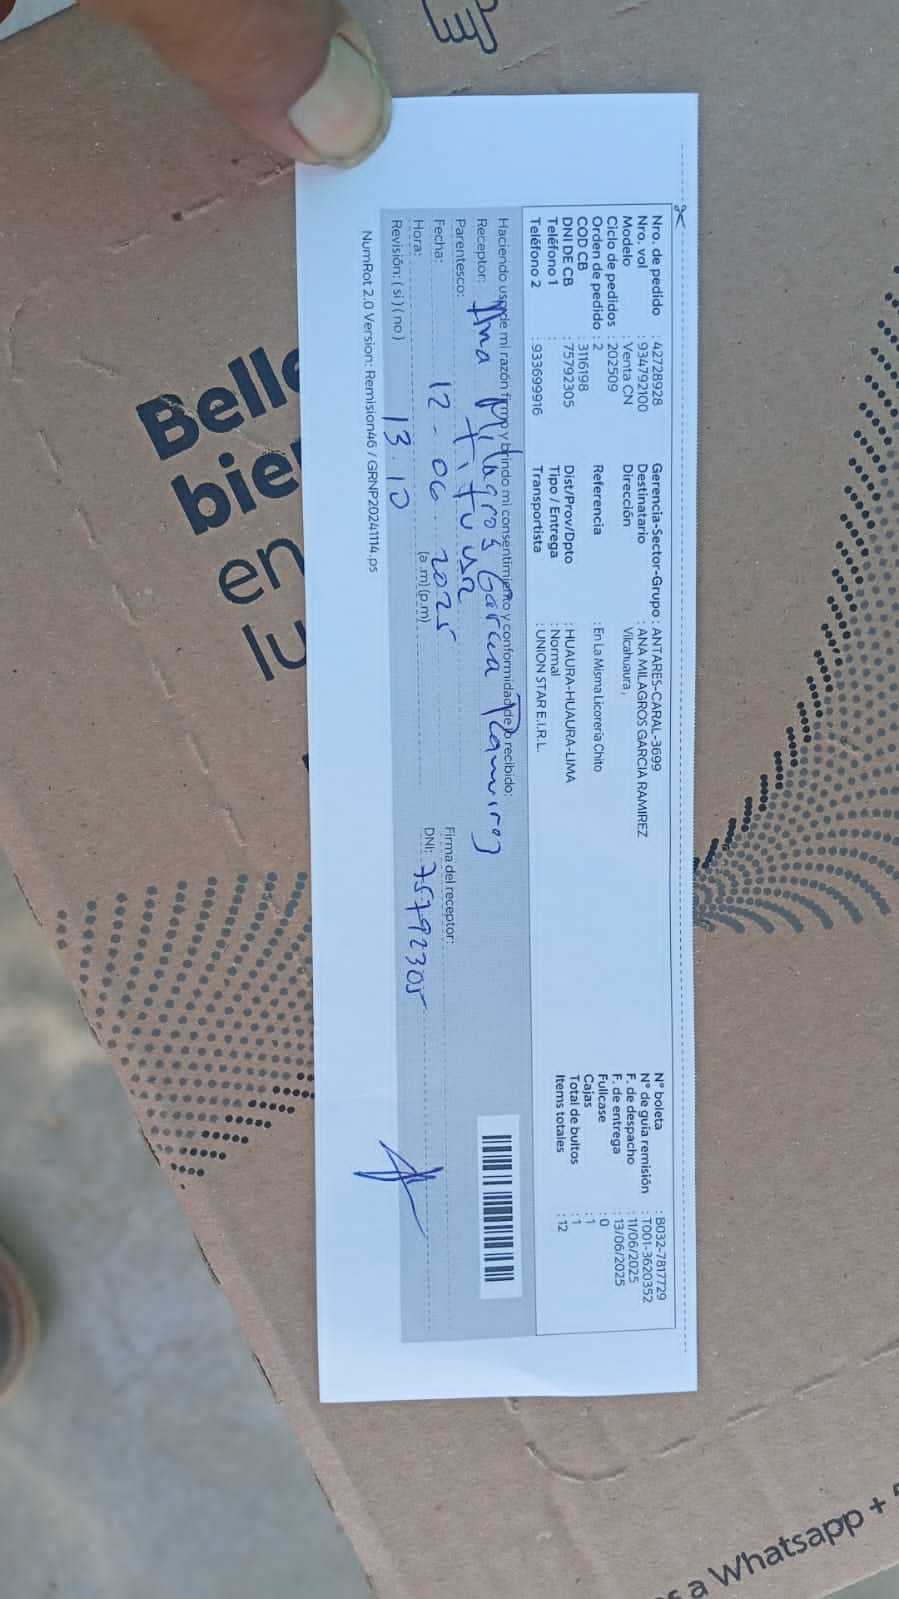 Nro. de pedido : 42728928 Gerencia-Sector-Grupo : ANTARES-CARAL-3699 N° boleta : B032-7817729
Nro. vol : 934792100 Destinatario : ANA MILAGROS GARCIA RAMIREZ N° de guia remisión : T001-3620352
Modelo : Venta CN Dirección Vilcahuaura , F. de despacho : 11/06/2025
Ciclo de pedidos : 202509 F. de entrega : 13/06/2025
Orden de pedido : 2 Referencia : En La Misma Licoreria Chito Fullcase : 0
COD CB : 3116198 Cajas : 1
DNI DE CB : 75792305 Dist/Prov/Dpto : HUAURA-HUAURA-LIMA Total de bultos : 1
Teléfono 1 : Tipo / Entrega : Normal Items totales : 12
Teléfono 2 : 933699916 Transportista : UNION STAR E.I.R.L.
Haciendo uso de mi razón firmo y brindo mi consentimiento y conformidad de lo recibido:
Receptor: Ana Milagros Garcia Ramirez
Parentesco: Titular Firma del receptor:
Fecha: 12 - 06 2025 DNI: 75792305
Hora: 13.10 (a.m) (p.m)
Revisión: ( si ) ( no )
NumRot 2.0 Version: Remision46 / GRNP20241114.ps
Belle
bie
en
lu
a Whatsapp +